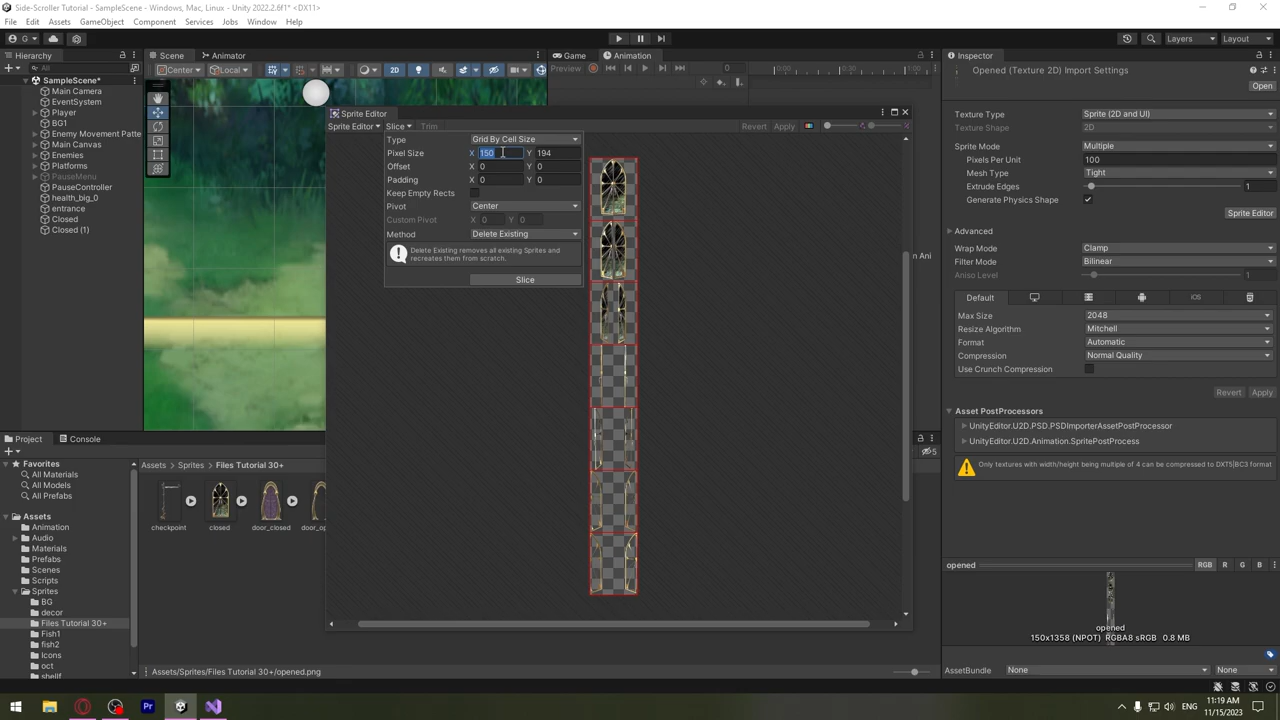 Side-Scroller Tutorial - SampleScene - Windows, Mac, Linux - Unity 2022.2.6f1* <DX11>
File Edit Assets GameObject Component Services Jobs Window Help
G
Layers
Layout
Hierarchy
All
SampleScene*
Main Camera
EventSystem
Player
BG1
Enemy Movement Patte
Main Canvas
Enemies
Platforms
PauseMenu
PauseController
health_big_0
entrance
Closed
Closed (1)
Scene Animator
Center
Local
2D
Game Animation
Preview
0
0:00
1:00
n Ani
Sprite Editor
Sprite Editor Slice Trim
Revert Apply
Type Grid By Cell Size
Pixel Size X 150 Y 194
Offset X 0 Y 0
Padding X 0 Y 0
Keep Empty Rects
Pivot Center
Custom Pivot X 0 Y 0
Method Delete Existing
Delete Existing removes all existing Sprites and
recreates them from scratch.
Slice
Inspector
Opened (Texture 2D) Import Settings
Open
Texture Type Sprite (2D and UI)
Texture Shape 2D
Sprite Mode Multiple
Pixels Per Unit 100
Mesh Type Tight
Extrude Edges 1
Generate Physics Shape
Sprite Editor
Advanced
Wrap Mode Clamp
Filter Mode Bilinear
Aniso Level 1
Default
iOS
Max Size 2048
Resize Algorithm Mitchell
Format Automatic
Compression Normal Quality
Use Crunch Compression
Revert Apply
Asset PostProcessors
UnityEditor.U2D.PSD.PSDImporterAssetPostProcessor
UnityEditor.U2D.Animation.SpritePostProcess
Only textures with width/height being multiple of 4 can be compressed to DXT5|BC3 format
opened RGB R G B
opened
150x1358 (NPOT) RGBA8 sRGB 0.8 MB
AssetBundle None None
Project Console
5
Favorites
All Materials
All Models
All Prefabs
Assets
Animation
Audio
Materials
Prefabs
Scenes
Scripts
Sprites
BG
decor
Files Tutorial 30+
Fish1
fish2
Icons
oct
Assets Sprites Files Tutorial 30+
checkpoint closed door_closed
Assets/Sprites/Files Tutorial 30+/opened.png
Pr
ENG
11:19 AM
11/15/2023